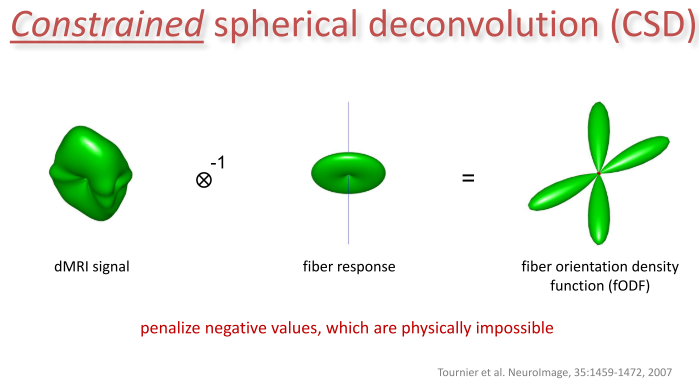 Constrained spherical deconvolution (CSD)
⊗-1
=
dMRI signal
fiber response
fiber orientation density
function (fODF)
penalize negative values, which are physically impossible
Tournier et al. NeuroImage, 35:1459-1472, 2007